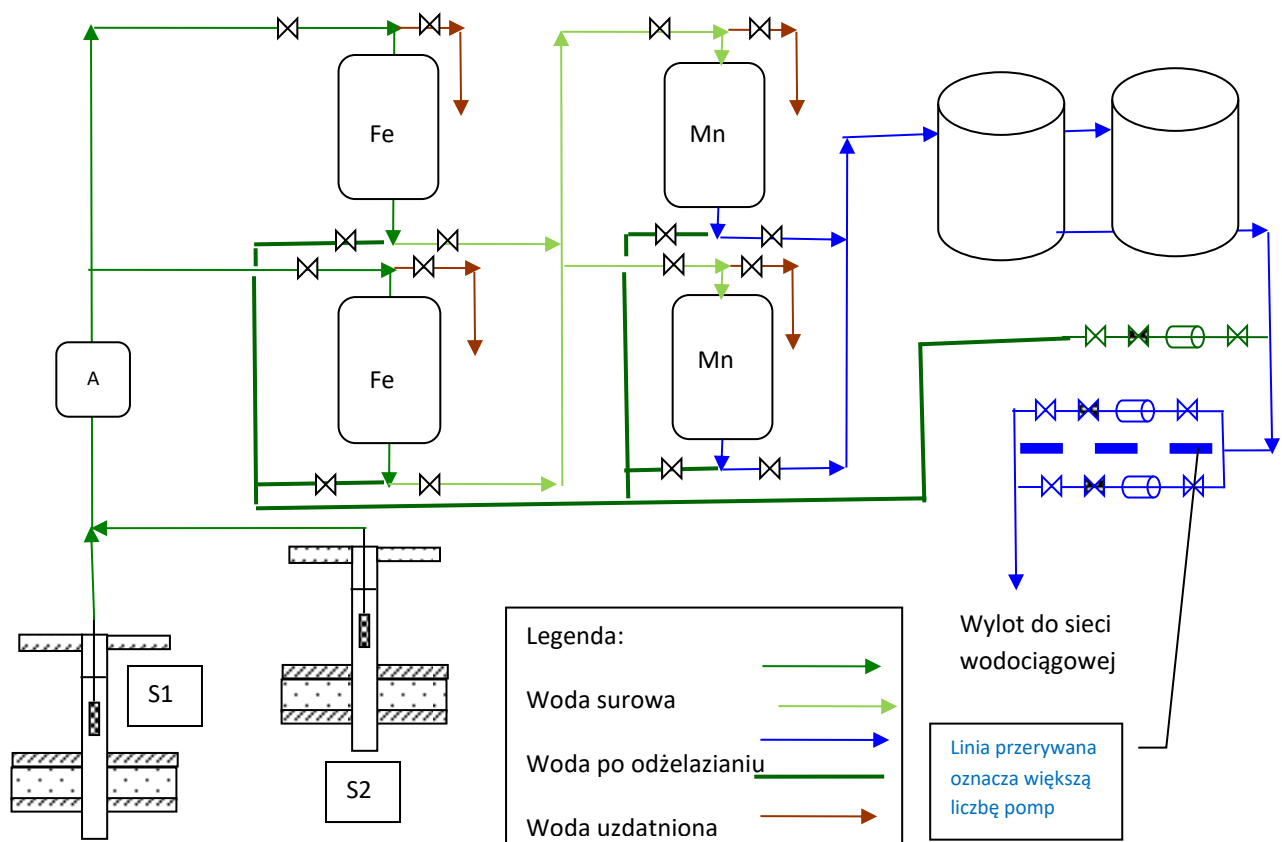 Fe
Mn
Fe
Mn
A
S1
S2
Legenda:
Woda surowa
Woda po odżelazianiu
Woda uzdatniona
Wylot do sieci
wodociągowej
Linia przerywana
oznacza większą
liczbę pomp